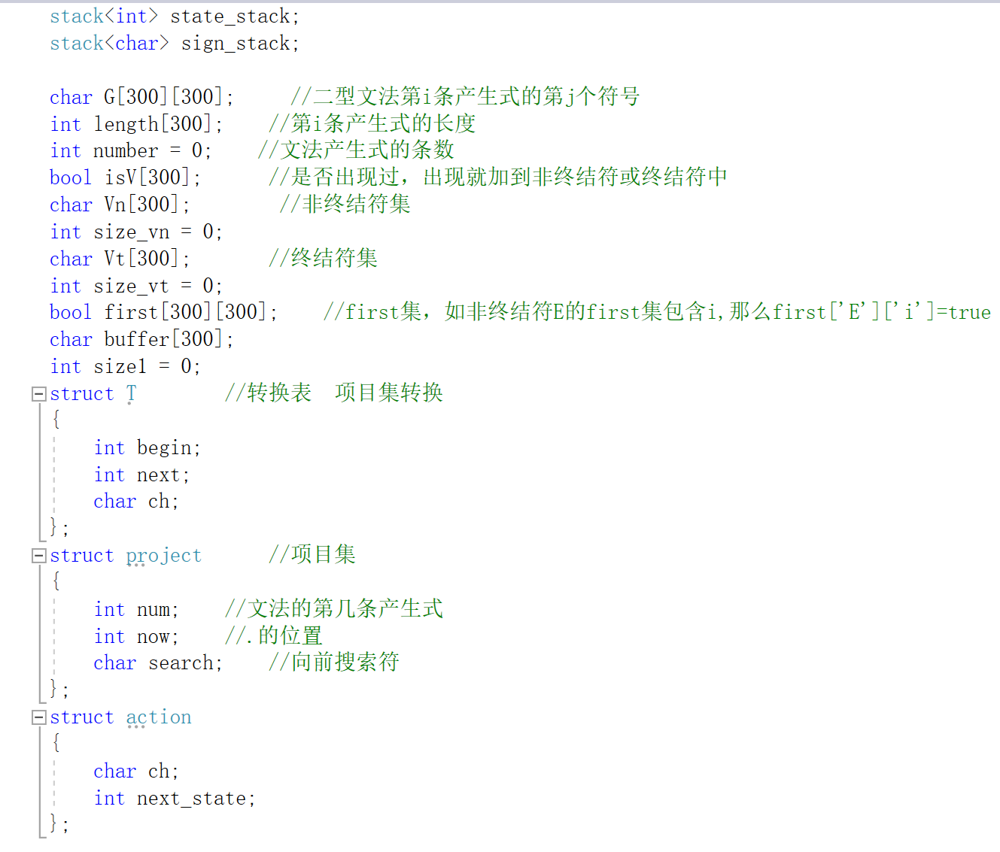 stack<int> state_stack;
stack<char> sign_stack;
char G[300][300];     //二型文法第i条产生式的第j个符号
int length[300];    //第i条产生式的长度
int number = 0;    //文法产生式的条数
bool isV[300];      //是否出现过，出现就加到非终结符或终结符中
char Vn[300];        //非终结符集
int size_vn = 0;
char Vt[300];       //终结符集
int size_vt = 0;
bool first[300][300];    //first集，如非终结符E的first集包含i,那么first['E']['i']=true
char buffer[300];
int size1 = 0;
struct T        //转换表  项目集转换
{
    int begin;
    int next;
    char ch;
};
struct project      //项目集
{
    int num;    //文法的第几条产生式
    int now;    //.的位置
    char search;    //向前搜索符
};
struct action
{
    char ch;
    int next_state;
};